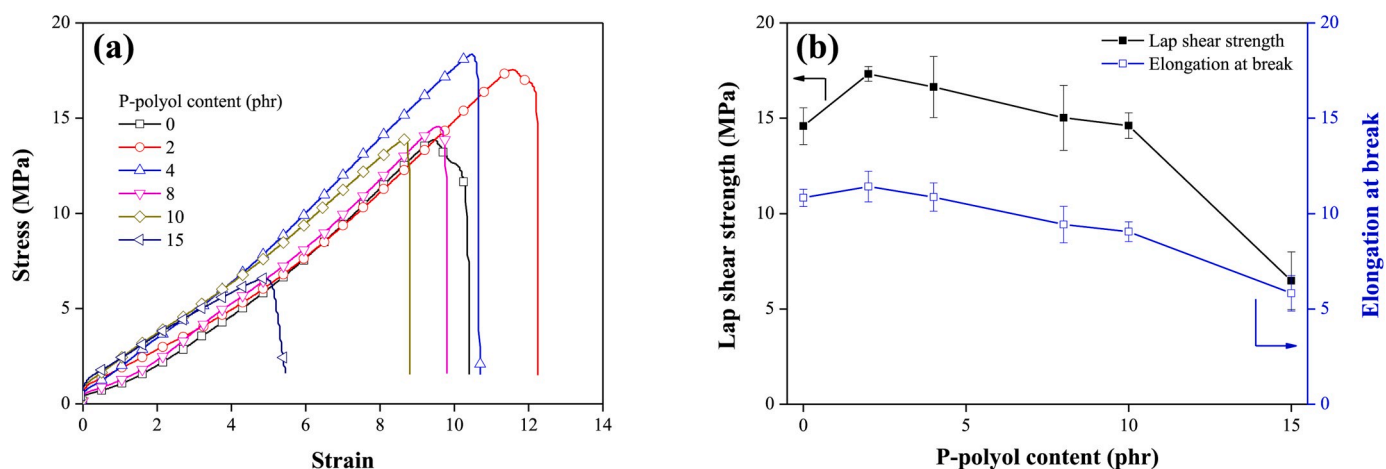 (a)
P-polyol content (phr)
0
2
4
8
10
15
Stress (MPa)
20
15
10
5
0
0 2 4 6 8 10 12 14
Strain
(b)
Lap shear strength
Elongation at break
Lap shear strength (MPa)
20
15
10
5
0
0 5 10 15
P-polyol content (phr)
20
15
10
5
0
Elongation at break